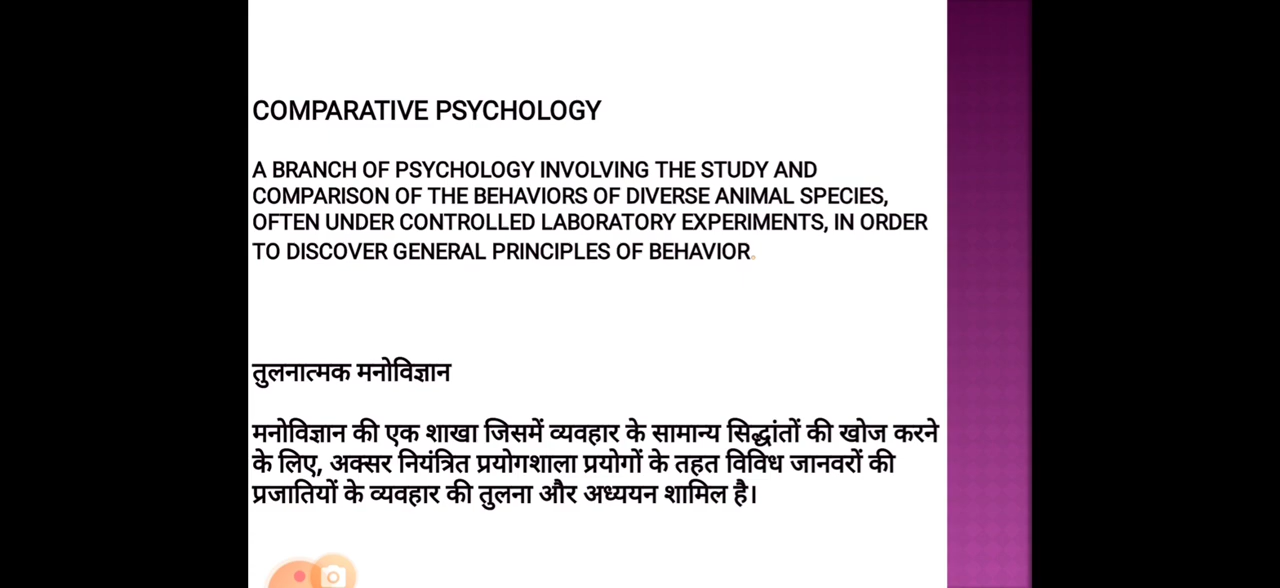 COMPARATIVE PSYCHOLOGY
A BRANCH OF PSYCHOLOGY INVOLVING THE STUDY AND
COMPARISON OF THE BEHAVIORS OF DIVERSE ANIMAL SPECIES,
OFTEN UNDER CONTROLLED LABORATORY EXPERIMENTS, IN ORDER
TO DISCOVER GENERAL PRINCIPLES OF BEHAVIOR.
तुलनात्मक मनोविज्ञान
मनोविज्ञान की एक शाखा जिसमें व्यवहार के सामान्य सिद्धांतों की खोज करने
के लिए, अक्सर नियंत्रित प्रयोगशाला प्रयोगों के तहत विविध जानवरों की
प्रजातियों के व्यवहार की तुलना और अध्ययन शामिल है।